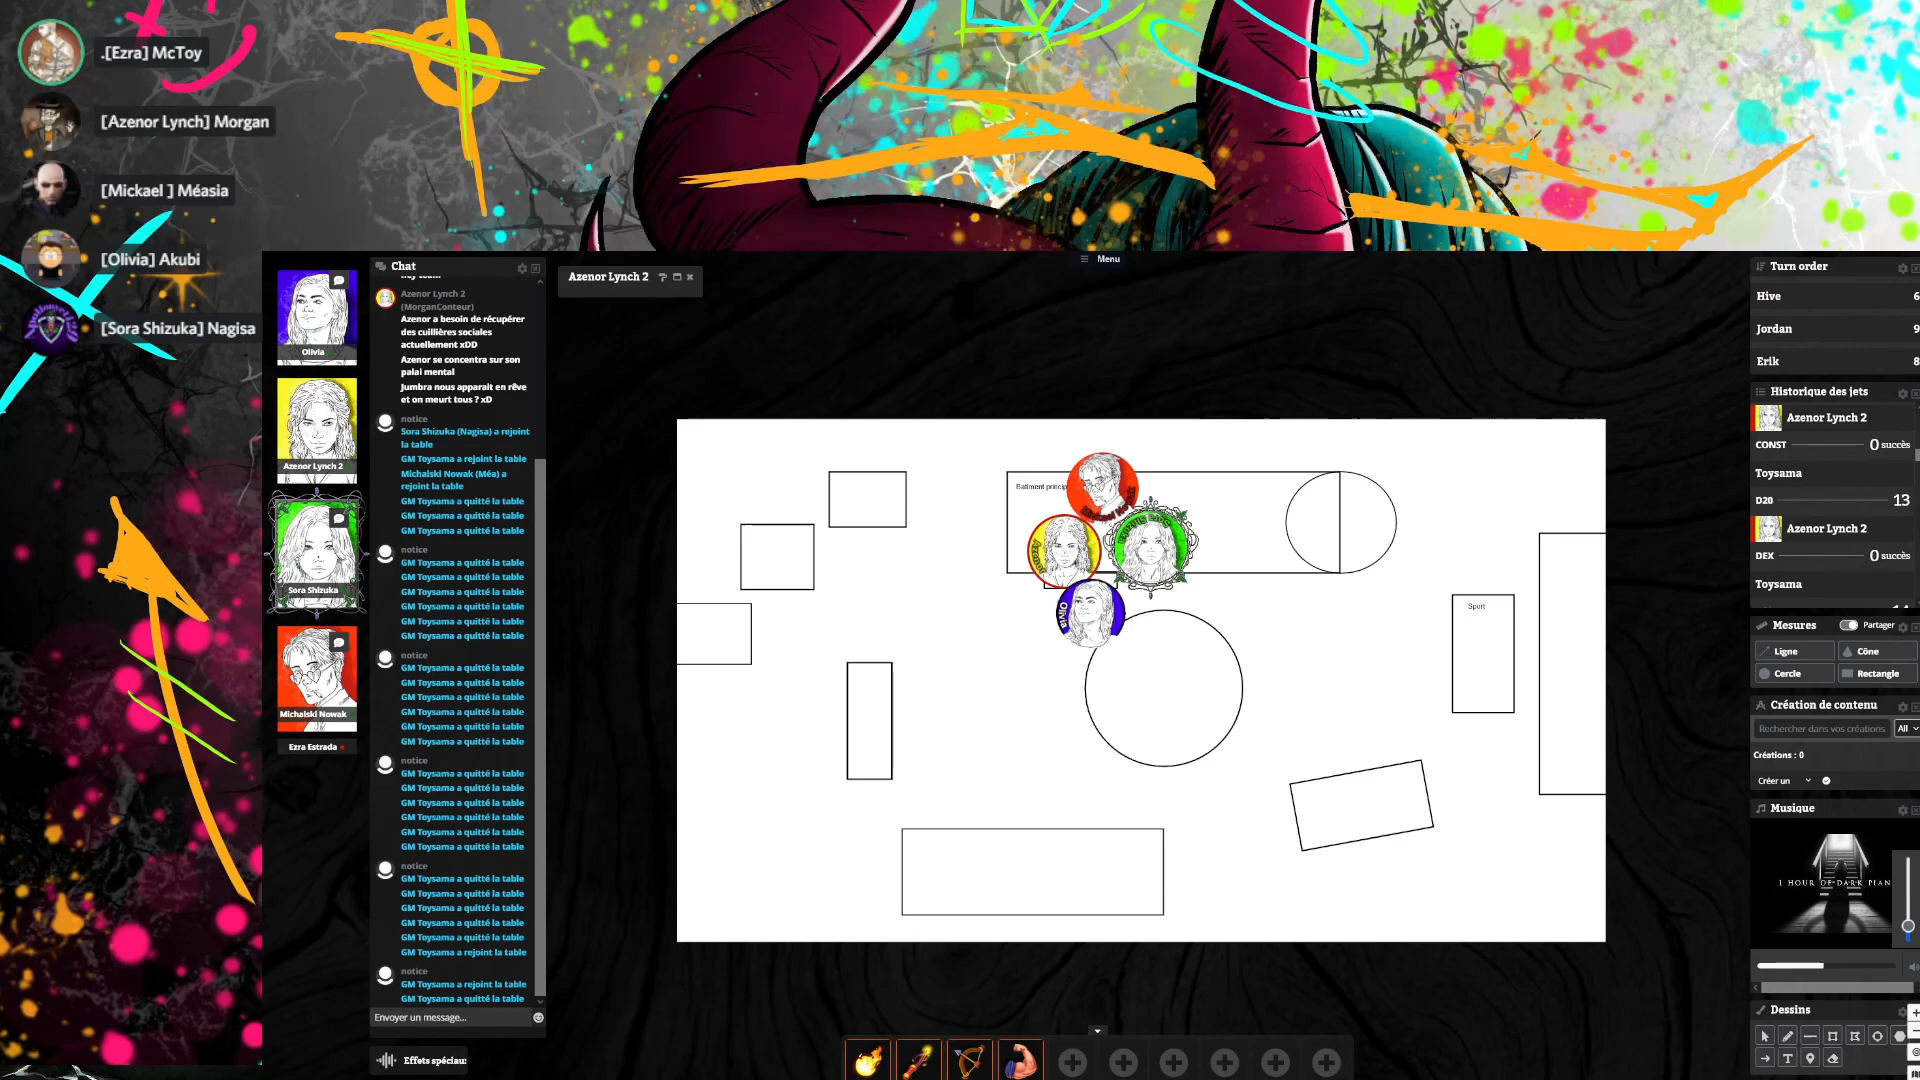 .[Ezra] McToy
[Azenor Lynch] Morgan
[Mickael ] Méasia
[Olivia] Akubi
[Sora Shizuka] Nagisa
Olivia
Azenor Lynch 2
Sora Shizuka
Michalski Nowak
Ezra Estrada
Chat
Azenor Lynch 2
(MorganConteur)
Azenor a besoin de récupérer
des cuillières sociales
actuellement xDD
Azenor se concentra sur son
palai mental
Jumbra nous apparait en rêve
et on meurt tous ? xD
notice
Sora Shizuka (Nagisa) a rejoint
la table
GM Toysama a rejoint la table
Michalski Nowak (Méa) a
rejoint la table
GM Toysama a quitté la table
GM Toysama a quitté la table
GM Toysama a quitté la table
notice
GM Toysama a quitté la table
GM Toysama a quitté la table
GM Toysama a quitté la table
GM Toysama a quitté la table
GM Toysama a quitté la table
GM Toysama a quitté la table
notice
GM Toysama a quitté la table
GM Toysama a quitté la table
GM Toysama a quitté la table
GM Toysama a quitté la table
GM Toysama a quitté la table
GM Toysama a quitté la table
notice
GM Toysama a quitté la table
GM Toysama a quitté la table
GM Toysama a quitté la table
GM Toysama a quitté la table
GM Toysama a quitté la table
GM Toysama a quitté la table
notice
GM Toysama a quitté la table
GM Toysama a quitté la table
GM Toysama a quitté la table
GM Toysama a quitté la table
GM Toysama a quitté la table
GM Toysama a rejoint la table
notice
GM Toysama a rejoint la table
GM Toysama a quitté la table
Envoyer un message...
Effets spéciau
Azenor Lynch 2
Menu
Batiment princip
Sora Shizuka
Olivia
Sport
Turn order
Hive 6
Jordan 9
Erik 8
Historique des jets
Azenor Lynch 2
CONST 0 succès
Toysama
D20 13
Azenor Lynch 2
DEX 0 succès
Toysama
Mesures Partager
Ligne Cône
Cercle Rectangle
Création de contenu
Rechercher dans vos créations All
Créations : 0
Créer un
Musique
1 HOUR OF DARK PIAN
Dessins